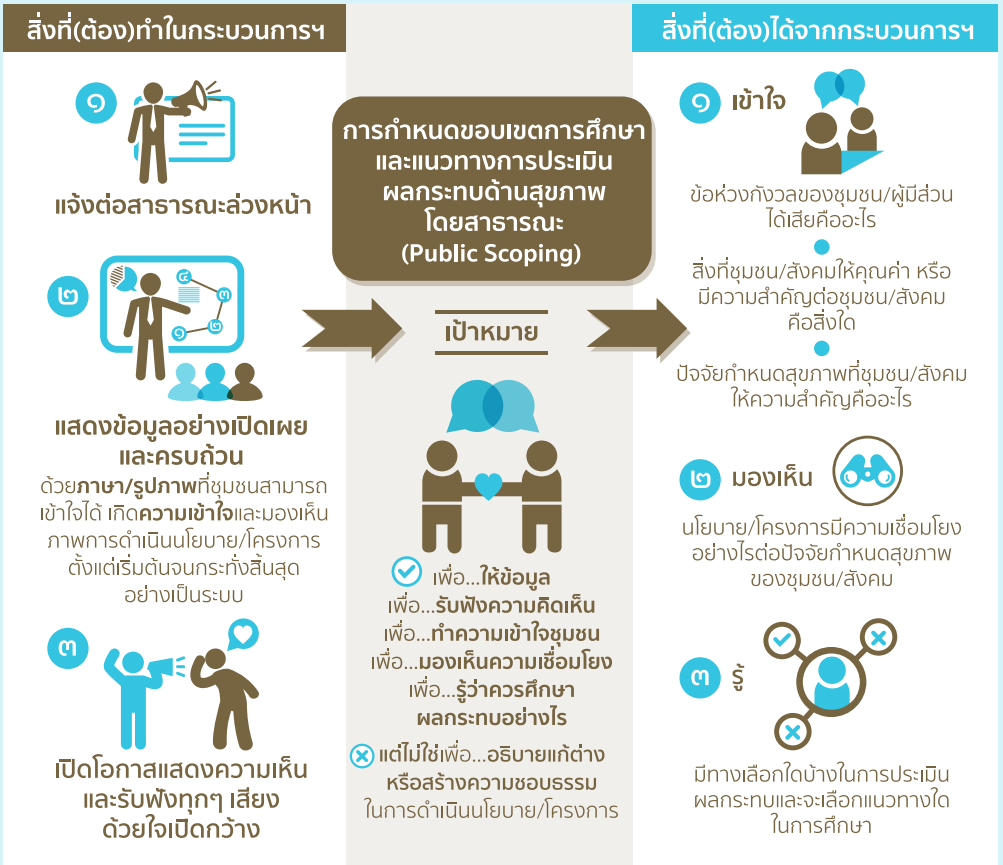 สิ่งที่(ต้อง)ทำในกระบวนการฯ
๑
แจ้งต่อสาธารณะล่วงหน้า
๒
๑
๒
๓
๔
แสดงข้อมูลอย่างเปิดเผย
และครบถ้วน
ด้วยภาษา/รูปภาพที่ชุมชนสามารถ
เข้าใจได้ เกิดความเข้าใจและมองเห็น
ภาพการดำเนินนโยบาย/โครงการ
ตั้งแต่เริ่มต้นจนกระทั่งสิ้นสุด
อย่างเป็นระบบ
๓
เปิดโอกาสแสดงความเห็น
และรับฟังทุกๆ เสียง
ด้วยใจเปิดกว้าง
การกำหนดขอบเขตการศึกษา
และแนวทางการประเมิน
ผลกระทบด้านสุขภาพ
โดยสาธารณะ
(Public Scoping)
เป้าหมาย
เพื่อ...ให้ข้อมูล
เพื่อ...รับฟังความคิดเห็น
เพื่อ...ทำความเข้าใจชุมชน
เพื่อ...มองเห็นความเชื่อมโยง
เพื่อ...รู้ว่าควรศึกษา
ผลกระทบอย่างไร
แต่ไม่ใช่เพื่อ...อธิบายแก้ต่าง
หรือสร้างความชอบธรรม
ในการดำเนินนโยบาย/โครงการ
สิ่งที่(ต้อง)ได้จากกระบวนการฯ
๑ เข้าใจ
ข้อห่วงกังวลของชุมชน/ผู้มีส่วน
ได้เสียคืออะไร
สิ่งที่ชุมชน/สังคมให้คุณค่า หรือ
มีความสำคัญต่อชุมชน/สังคม
คือสิ่งใด
ปัจจัยกำหนดสุขภาพที่ชุมชน/สังคม
ให้ความสำคัญคืออะไร
๒ มองเห็น
นโยบาย/โครงการมีความเชื่อมโยง
อย่างไรต่อปัจจัยกำหนดสุขภาพ
ของชุมชน/สังคม
๓ รู้
มีทางเลือกใดบ้างในการประเมิน
ผลกระทบและจะเลือกแนวทางใด
ในการศึกษา